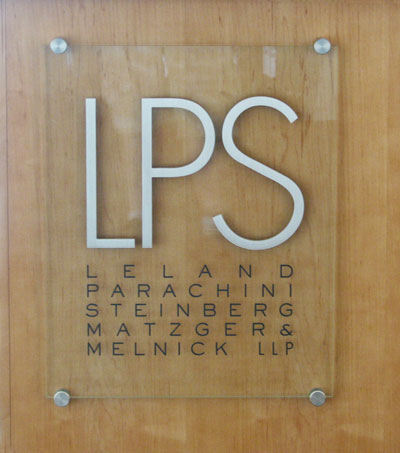 LPS
LELAND
PARACHINI
STEINBERG
MATZGER &
MELNICK LLP